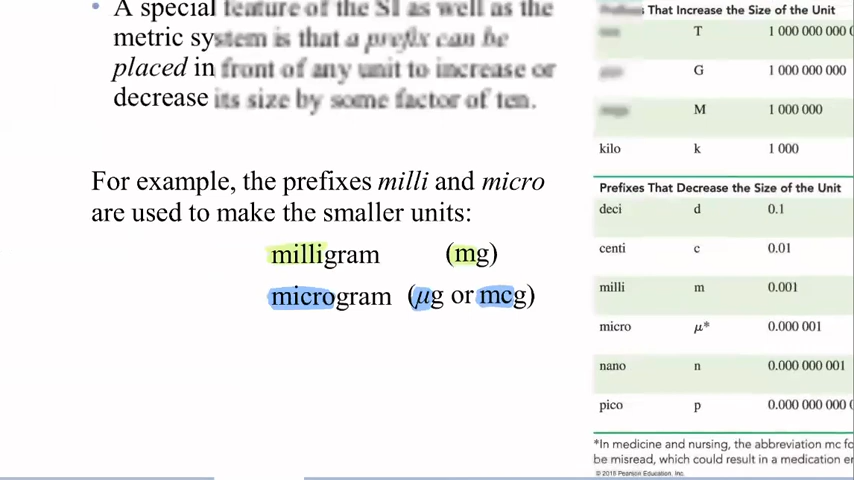 • A special feature of the SI as well as the
metric system is that a prefix can be
placed in front of any unit to increase or
decrease its size by some factor of ten.
For example, the prefixes milli and micro
are used to make the smaller units:
milligram (mg)
microgram (μg or mcg)
That Increase the Size of the Unit
T 1 000 000 000
G 1 000 000 000
M 1 000 000
kilo k 1 000
Prefixes That Decrease the Size of the Unit
deci d 0.1
centi c 0.01
milli m 0.001
micro μ* 0.000 001
nano n 0.000 000 001
pico p 0.000 000 000
*In medicine and nursing, the abbreviation mc
be misread, which could result in a medication
© 2016 Pearson Education, Inc.